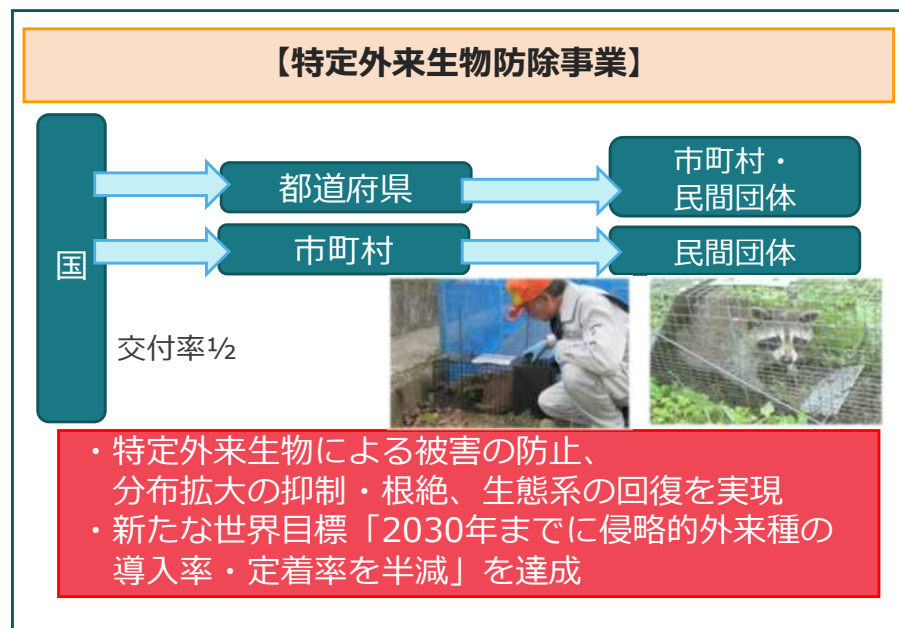 【特定外来生物防除事業】
国
都道府県
市町村・
民間団体
市町村
民間団体
交付率½
・特定外来生物による被害の防止、
分布拡大の抑制・根絶、生態系の回復を実現
・新たな世界目標「2030年までに侵略的外来種の
導入率・定着率を半減」を達成